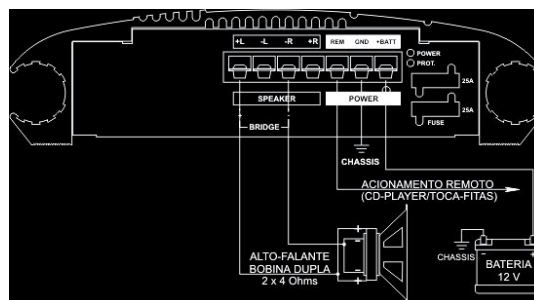 +L -L -R +R REM GND +BATT
POWER
PROT.
25A
SPEAKER POWER
25A
FUSE
+ -
BRIDGE
CHASSIS
ACIONAMENTO REMOTO
(CD-PLAYER/TOCA-FITAS)
+
-
ALTO-FALANTE
BOBINA DUPLA
2 x 4 Ohms
-
+
CHASSIS
- +
BATERIA
12 V